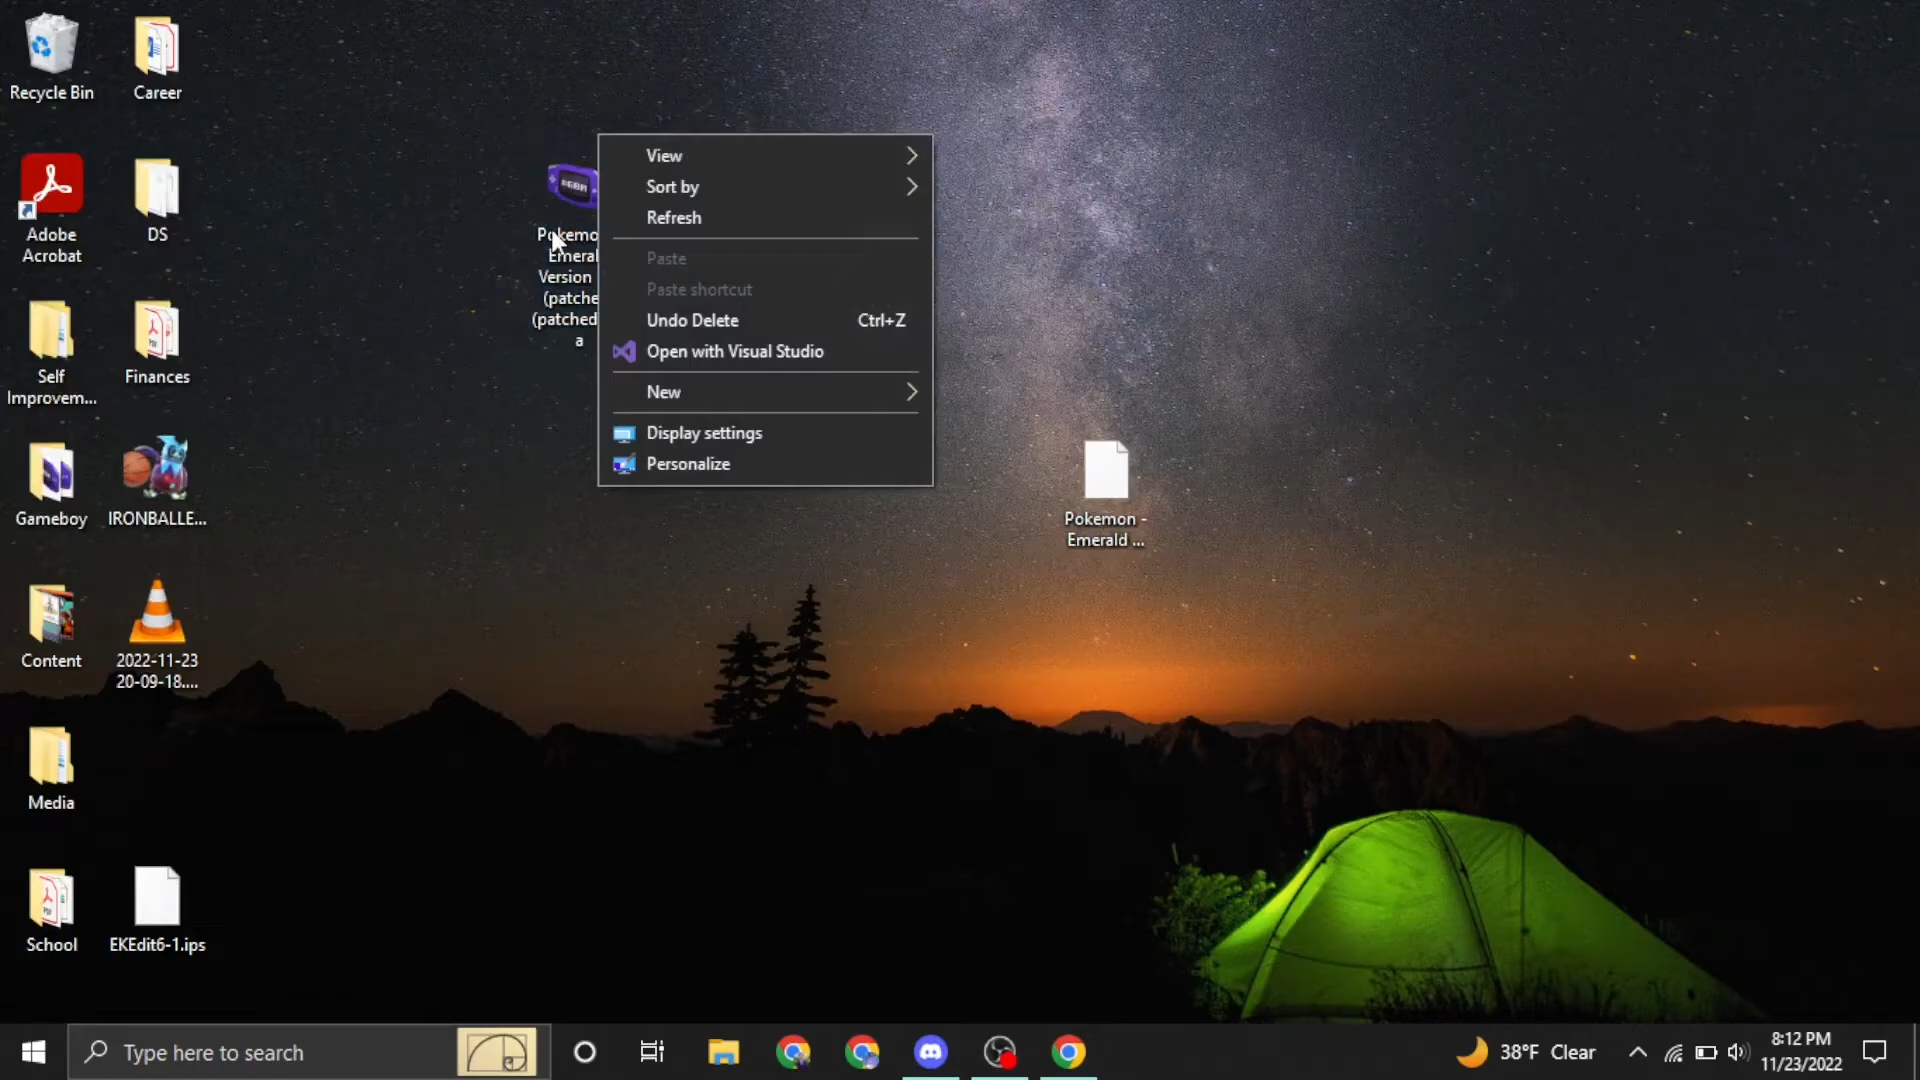 Recycle Bin
Career
Adobe
Acrobat
DS
Self
Improvem...
Finances
Gameboy
IRONBALLE...
Content
2022-11-23
20-09-18....
Media
School
EKEdit6-1.ips
Pokemo
Emeral
Version
(patche
(patched
a
View
Sort by
Refresh
Paste
Paste shortcut
Undo Delete Ctrl+Z
Open with Visual Studio
New
Display settings
Personalize
Pokemon -
Emerald ...
Type here to search
38°F Clear
8:12 PM
11/23/2022